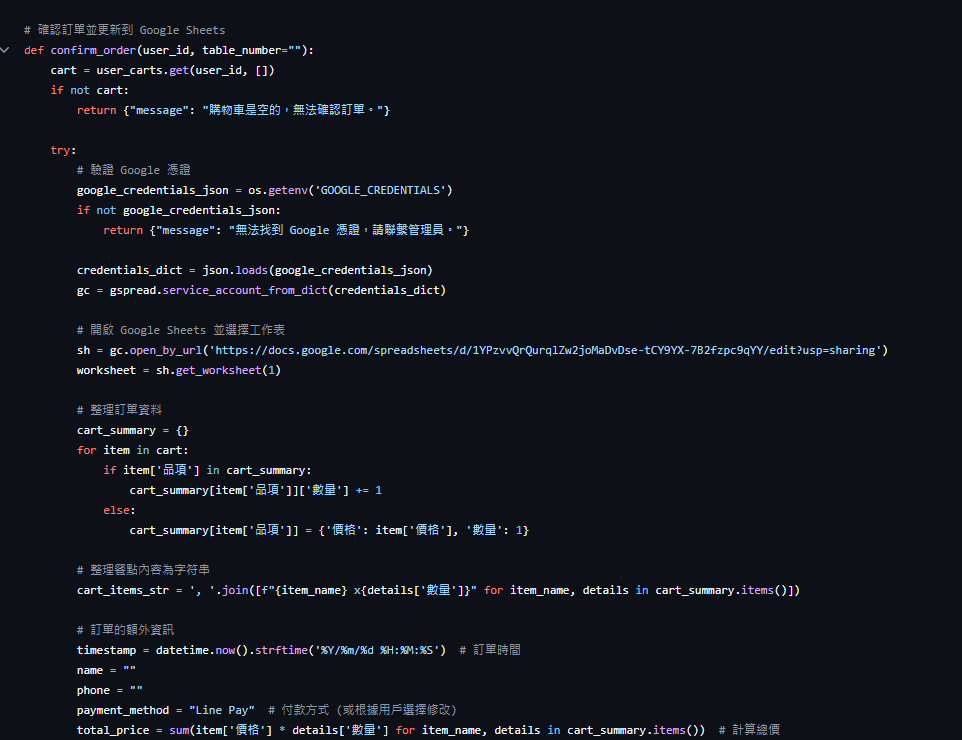 # 確認訂單並更新到 Google Sheets
def confirm_order(user_id, table_number=""):
    cart = user_carts.get(user_id, [])
    if not cart:
        return {"message": "購物車是空的，無法確認訂單。"}

    try:
        # 驗證 Google 憑證
        google_credentials_json = os.getenv('GOOGLE_CREDENTIALS')
        if not google_credentials_json:
            return {"message": "無法找到 Google 憑證，請聯繫管理員。"}

        credentials_dict = json.loads(google_credentials_json)
        gc = gspread.service_account_from_dict(credentials_dict)

        # 開啟 Google Sheets 並選擇工作表
        sh = gc.open_by_url('https://docs.google.com/spreadsheets/d/1YPzvvQrQurqlZw2joMaDvDse-tCY9YX-7B2fzpc9qYY/edit?usp=sharing')
        worksheet = sh.get_worksheet(1)

        # 整理訂單資料
        cart_summary = {}
        for item in cart:
            if item['品項'] in cart_summary:
                cart_summary[item['品項']]['數量'] += 1
            else:
                cart_summary[item['品項']] = {'價格': item['價格'], '數量': 1}

        # 整理餐點內容為字符串
        cart_items_str = ', '.join([f"{item_name} x{details['數量']}" for item_name, details in cart_summary.items()])

        # 訂單的額外資訊
        timestamp = datetime.now().strftime('%Y/%m/%d %H:%M:%S')  # 訂單時間
        name = ""
        phone = ""
        payment_method = "Line Pay"  # 付款方式 (或根據用戶選擇修改)
        total_price = sum(item['價格'] * details['數量'] for item_name, details in cart_summary.items())  # 計算總價